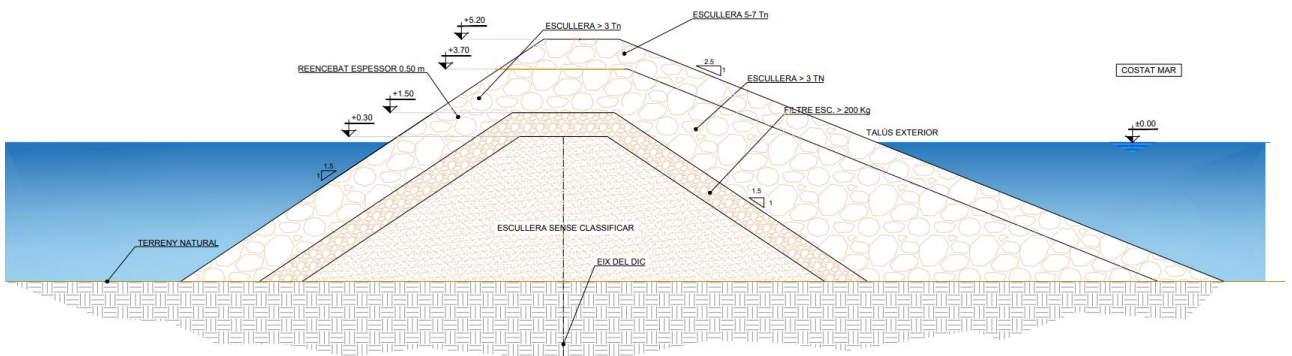 ESCULLERA 5-7 Tn
+5.20
ESCULLERA > 3 Tn
+3.70
REENCEBAT ESPESSOR 0.50 m
2.5
1
COSTAT MAR
ESCULLERA > 3 TN
+1.50
FILTRE ESC. > 200 Kg
+0.30
TALÚS EXTERIOR
±0.00
1.5
1
1.5
1
ESCULLERA SENSE CLASSIFICAR
TERRENY NATURAL
EIX DEL DIC